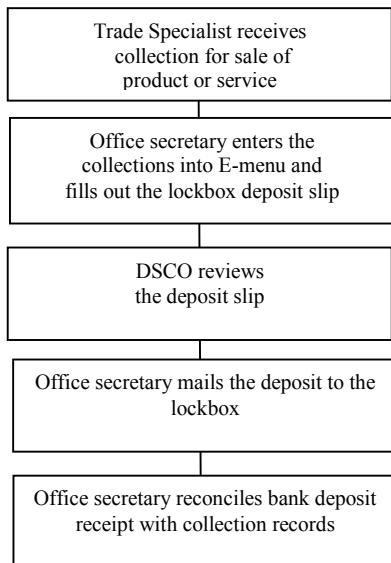 Trade Specialist receives
collection for sale of
product or service
Office secretary enters the
collections into E-menu and
fills out the lockbox deposit slip
DSCO reviews
the deposit slip
Office secretary mails the deposit to the
lockbox
Office secretary reconciles bank deposit
receipt with collection records